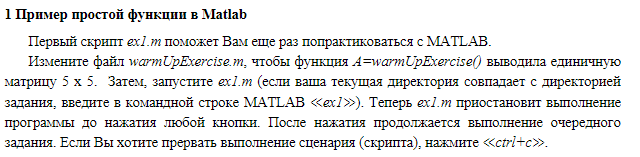 1 Пример простой функции в Matlab
Первый скрипт ex1.m поможет Вам еще раз попрактиковаться с MATLAB.
Измените файл warmUpExercise.m, чтобы функция A=warmUpExercise() выводила единичную
матрицу 5 x 5. Затем, запустите ex1.m (если ваша текущая директория совпадает с директорией
задания, введите в командной строке MATLAB ≪ex1≫). Теперь ex1.m приостановит выполнение
программы до нажатия любой кнопки. После нажатия продолжается выполнение очередного
задания. Если Вы хотите прервать выполнение сценария (скрипта), нажмите ≪ctrl+c≫.